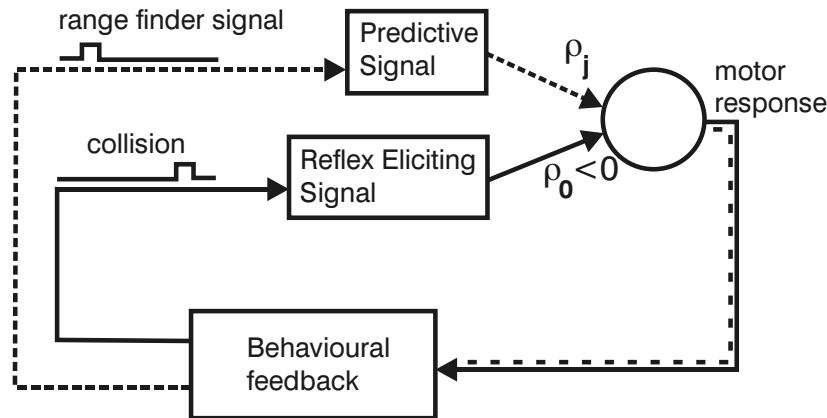 range finder signal
Predictive
Signal
ρj
motor
response
collision
Reflex Eliciting
Signal
ρ0<0
Behavioural
feedback